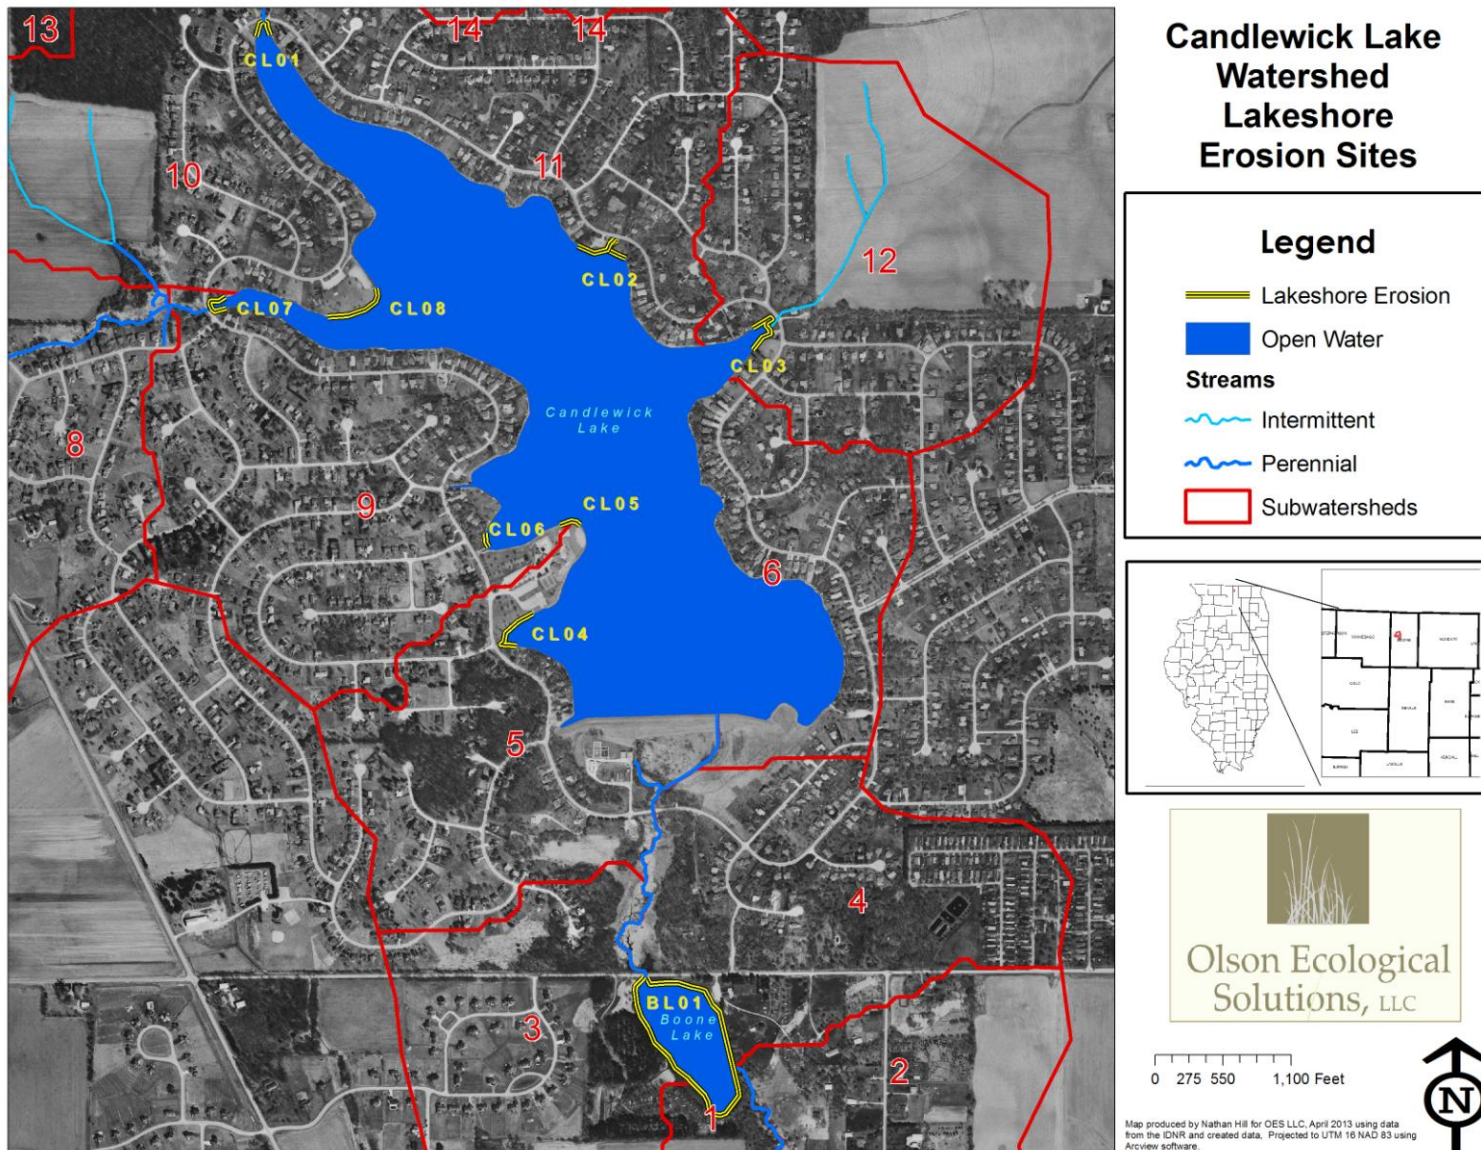 Candlewick Lake
Watershed
Lakeshore
Erosion Sites
Legend
Lakeshore Erosion
Open Water
Streams
Intermittent
Perennial
Subwatersheds
13
14
14
CL01
10
11
CL02
12
CL07
CL08
CL03
Candlewick
Lake
8
9
CL05
CL06
6
CL04
5
4
BL01
Boone
Lake
3
2
1
Olson Ecological
Solutions, LLC
0 275 550 1,100 Feet
N
Map produced by Nathan Hill for OES LLC, April 2013 using data
from the IDNR and created data, Projected to UTM 16 NAD 83 using
Arcview software.